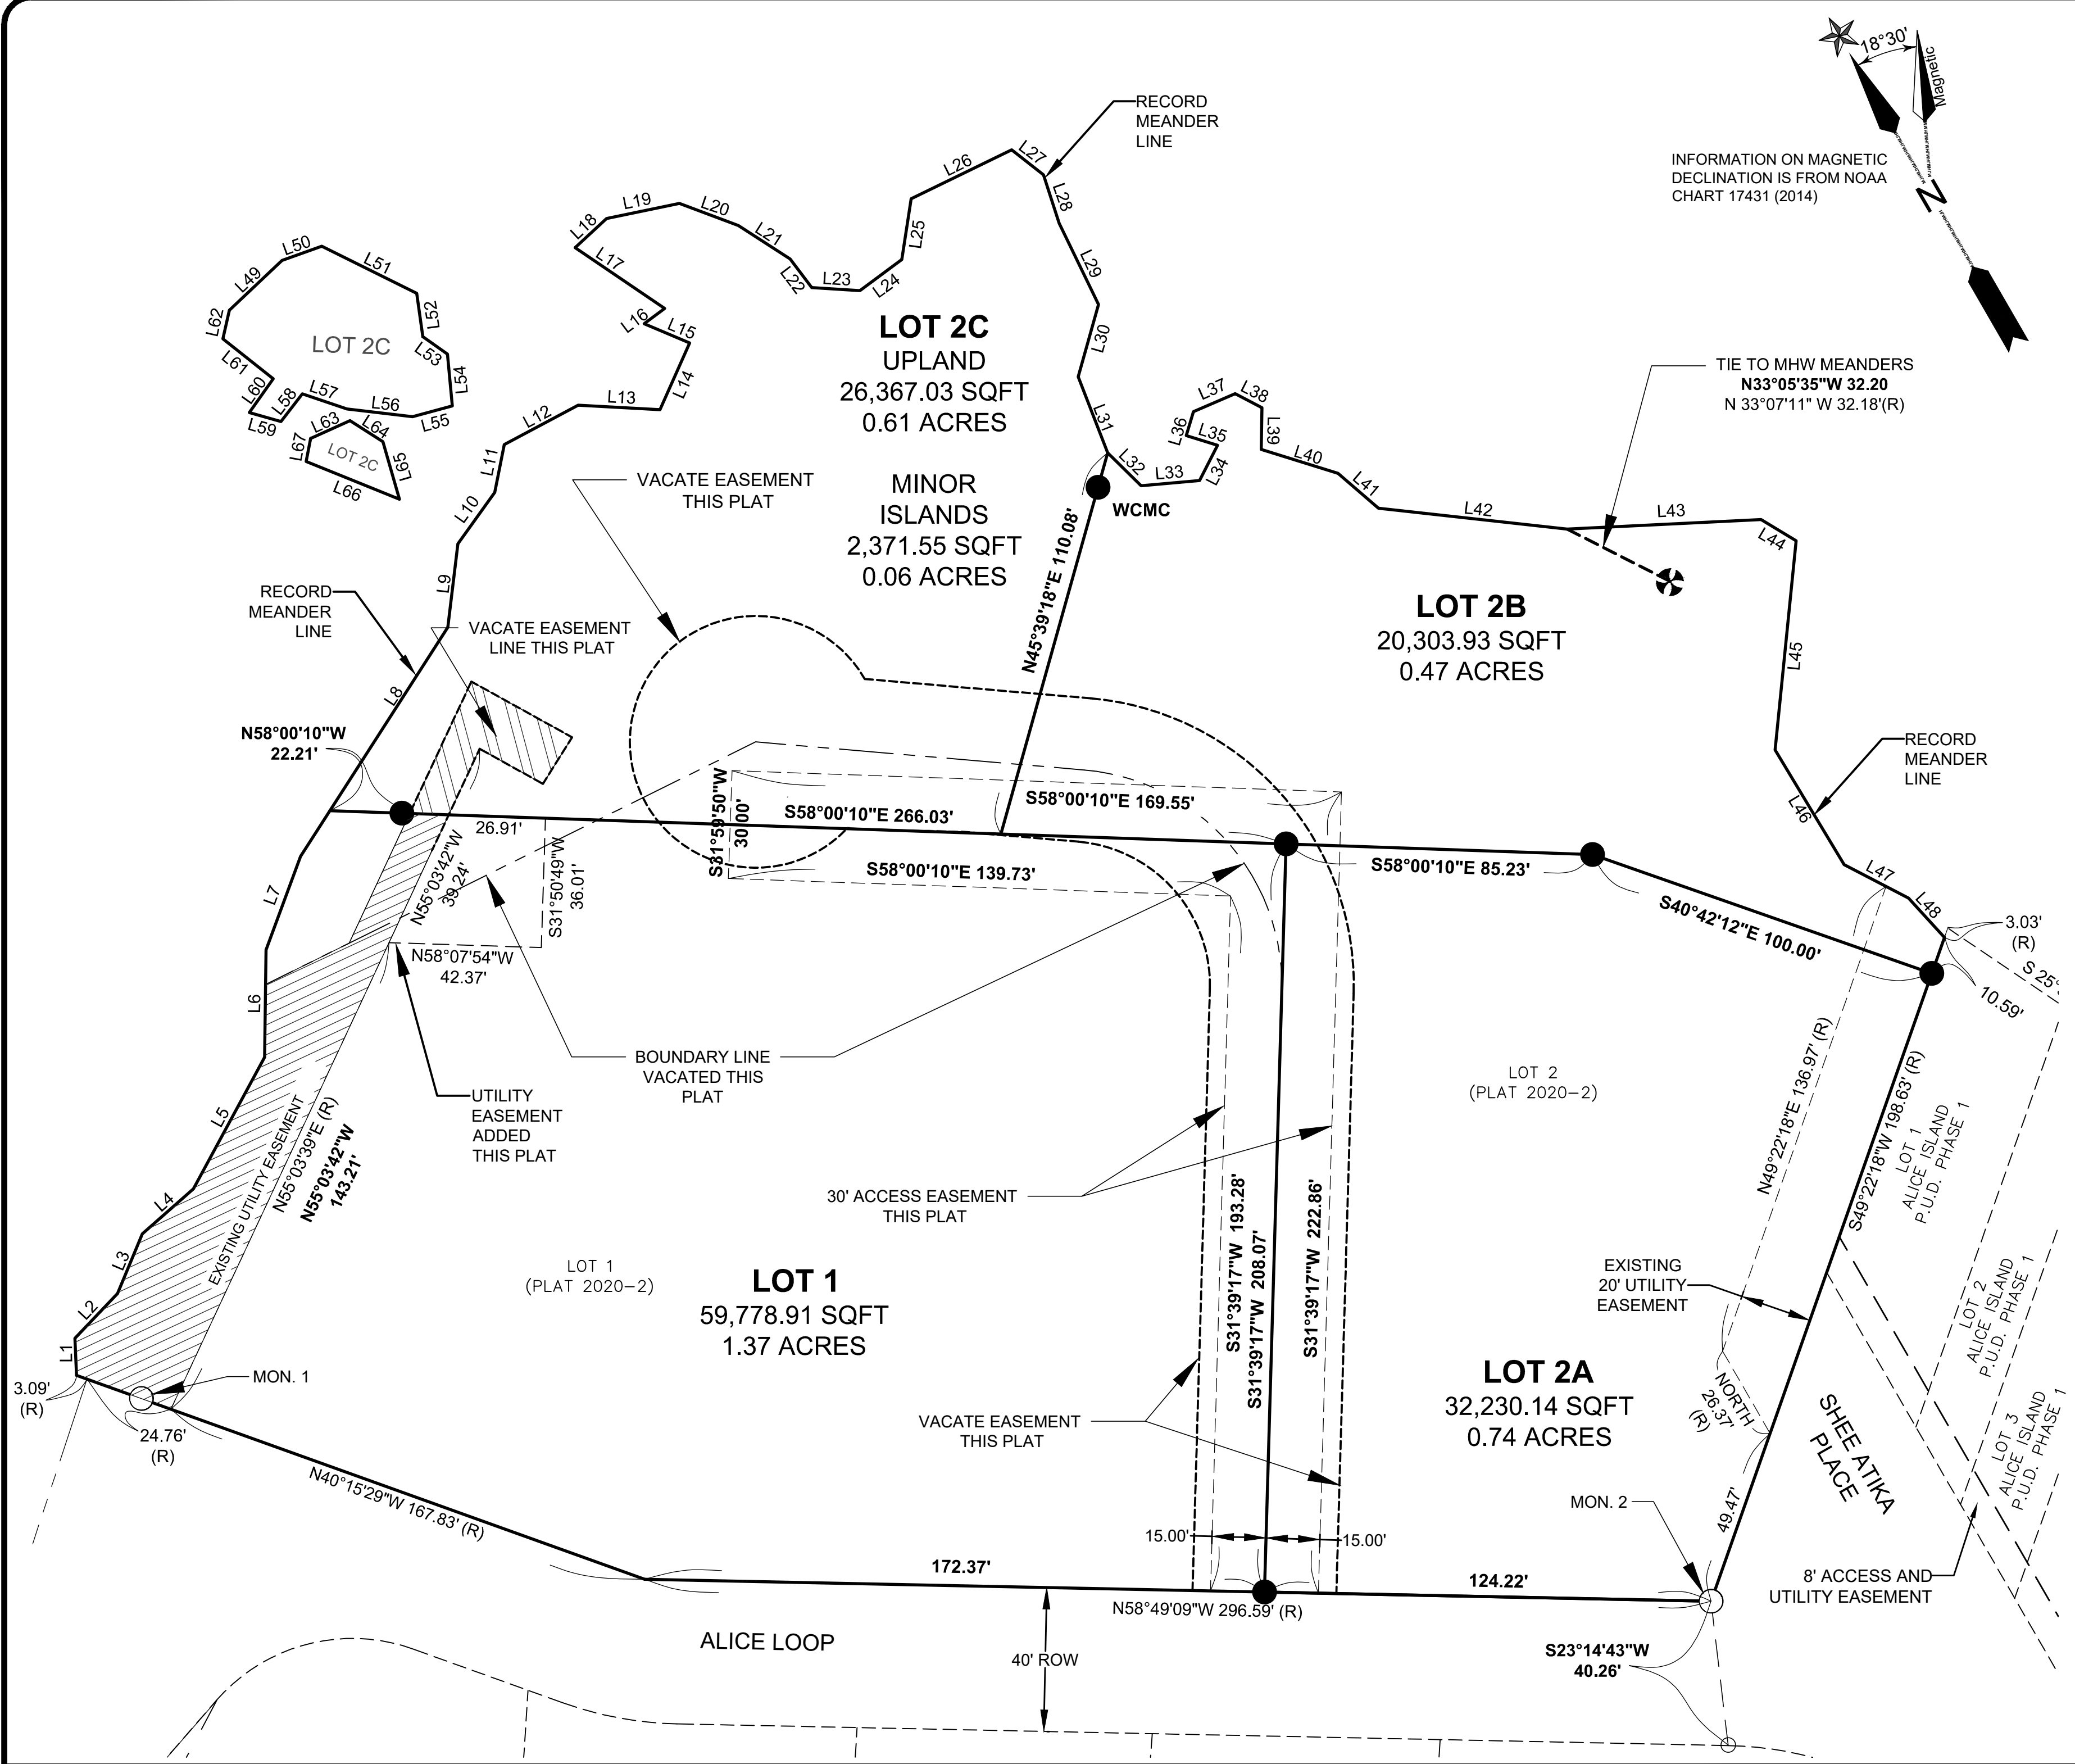 18°30'
Magnetic
N
INFORMATION ON MAGNETIC
DECLINATION IS FROM NOAA
CHART 17431 (2014)
RECORD
MEANDER
LINE
L26
L27
L28
L19
L20
L18
L21
L25
L17
L22
L23
L24
L29
L30
L31
L50
L49
L51
L52
L62
LOT 2C
L53
L61
L54
L60
L57
L58
L56
L55
L59
L63
L64
L67
LOT 2C
L65
L66
L16
L15
L14
L13
L12
L11
L10
L9
L8
LOT 2C
UPLAND
26,367.03 SQFT
0.61 ACRES
MINOR
ISLANDS
2,371.55 SQFT
0.06 ACRES
TIE TO MHW MEANDERS
N33°05'35"W 32.20
N 33°07'11" W 32.18'(R)
L37
L38
L36
L35
L39
L32
L33
L34
L40
L41
L42
L43
L44
L45
L46
L47
L48
WCMC
N45°39'18"E 110.08'
VACATE EASEMENT
THIS PLAT
RECORD
MEANDER
LINE
VACATE EASEMENT
LINE THIS PLAT
LOT 2B
20,303.93 SQFT
0.47 ACRES
RECORD
MEANDER
LINE
N58°00'10"W
22.21'
26.91'
N55°03'42"W
39.24'
S31°50'49"W
36.01'
N58°07'54"W
42.37'
S31°59'50"W
30.00'
S58°00'10"E 266.03'
S58°00'10"E 169.55'
S58°00'10"E 139.73'
S58°00'10"E 85.23'
S40°42'12"E 100.00'
3.03'
(R)
S 25°
10.59'
L7
L6
L5
L4
L3
L2
L1
BOUNDARY LINE
VACATED THIS
PLAT
UTILITY
EASEMENT
ADDED
THIS PLAT
EXISTING UTILITY EASEMENT
N55°03'39"E (R)
N55°03'42"W
143.21'
LOT 2
(PLAT 2020-2)
N49°22'18"E 136.97' (R)
S49°22'18"W 198.63' (R)
LOT 1
ALICE ISLAND
P.U.D. PHASE 1
30' ACCESS EASEMENT
THIS PLAT
S31°39'17"W 193.28'
S31°39'17"W 208.07'
S31°39'17"W 222.86'
LOT 1
(PLAT 2020-2)
LOT 1
59,778.91 SQFT
1.37 ACRES
EXISTING
20' UTILITY
EASEMENT
LOT 2
ALICE ISLAND
P.U.D. PHASE 1
LOT 3
ALICE ISLAND
P.U.D. PHASE 1
LOT 2A
32,230.14 SQFT
0.74 ACRES
NORTH
26.37'
(R)
SHEE ATIKA
PLACE
MON. 1
3.09'
(R)
24.76'
(R)
N40°15'29"W 167.83' (R)
VACATE EASEMENT
THIS PLAT
MON. 2
49.47'
15.00'
15.00'
8' ACCESS AND
UTILITY EASEMENT
172.37'
124.22'
N58°49'09"W 296.59' (R)
ALICE LOOP
40' ROW
S23°14'43"W
40.26'